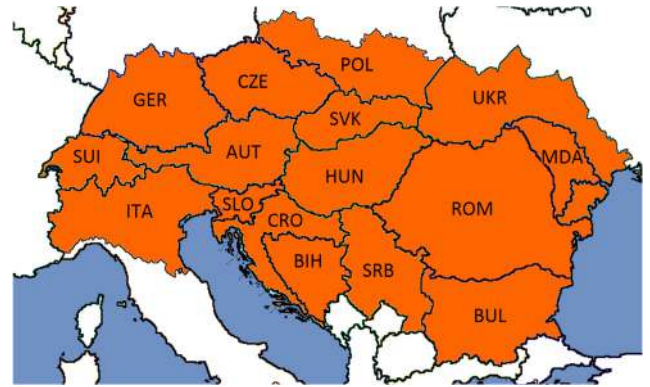 POL
CZE
GER
UKR
SVK
AUT
SUI
MDA
HUN
SLO
ITA
ROM
CRO
BIH
SRB
BUL